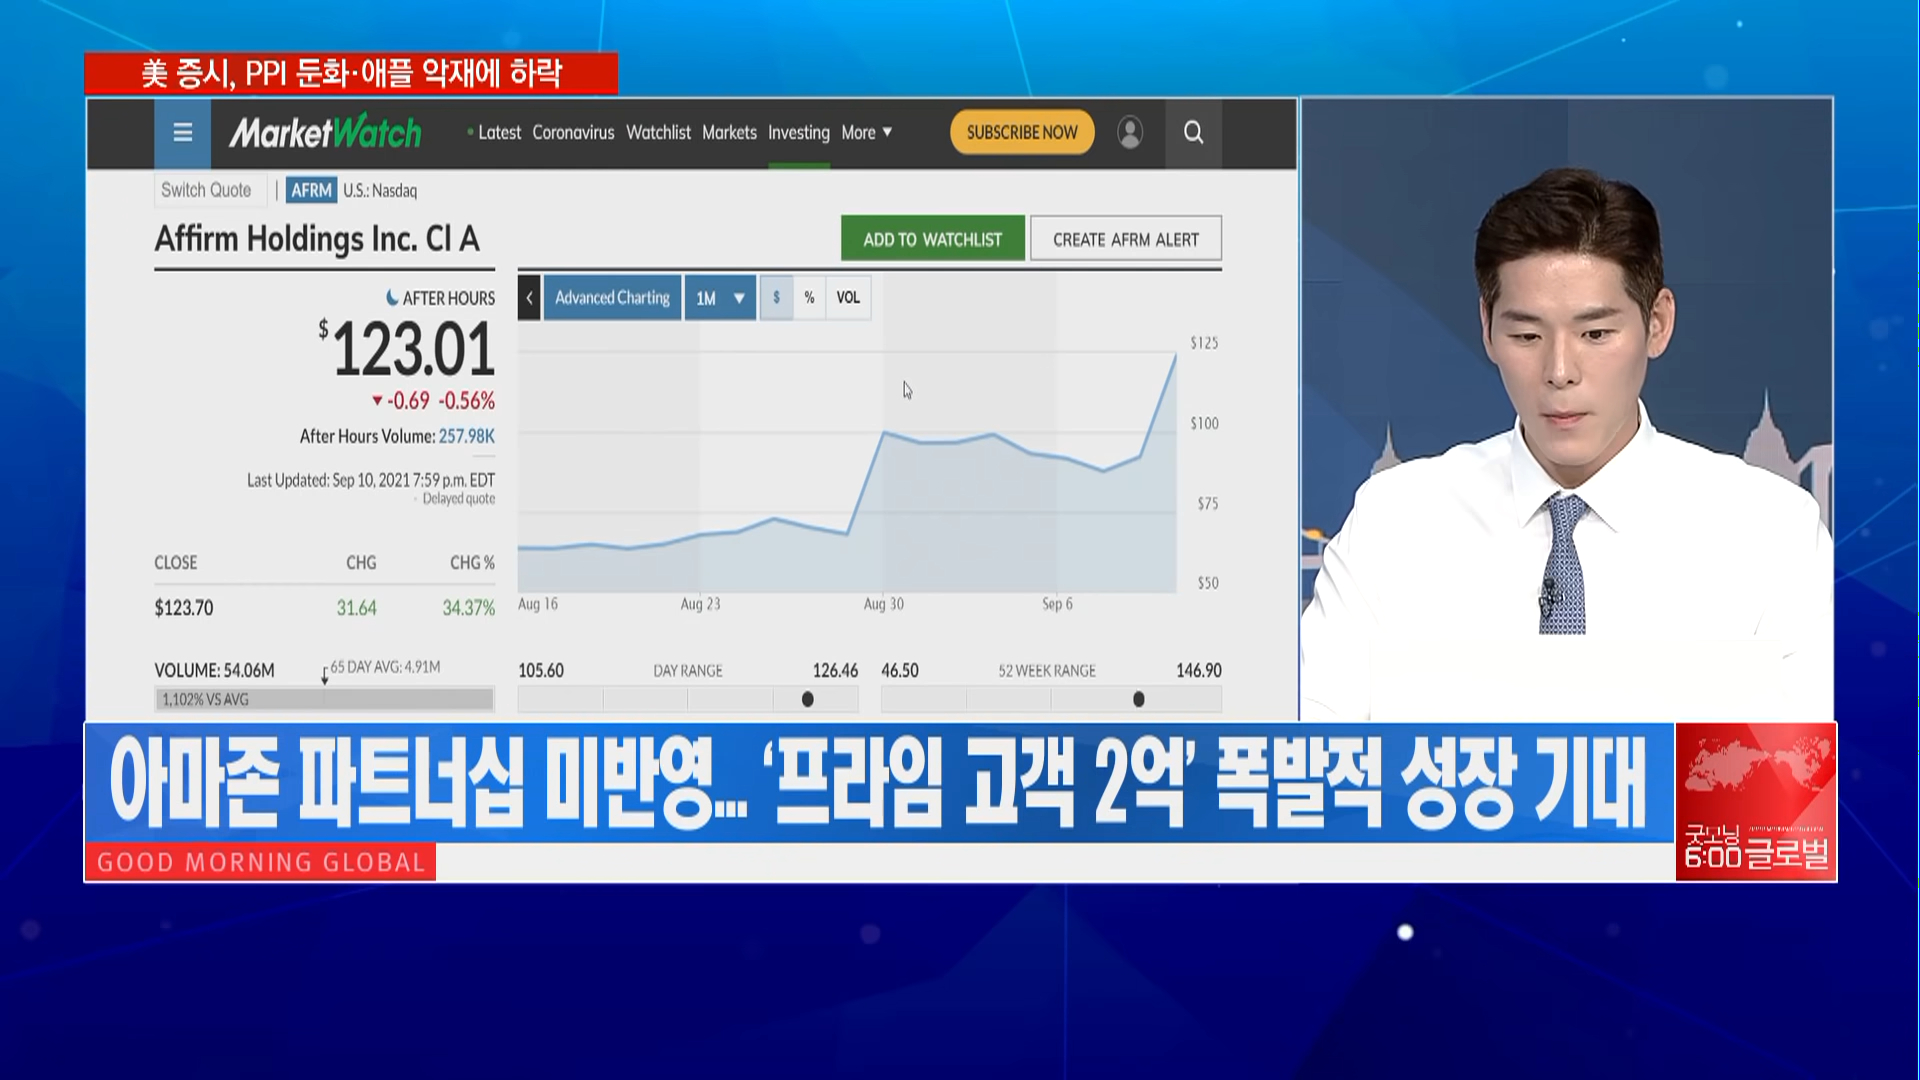 美 증시, PPI 둔화·애플 악재에 하락
MarketWatch
Latest Coronavirus Watchlist Markets Investing More ▼
SUBSCRIBE NOW
Switch Quote | AFRM U.S.: Nasdaq
Affirm Holdings Inc. Cl A
ADD TO WATCHLIST
CREATE AFRM ALERT
AFTER HOURS
$123.01
▼ -0.69 -0.56%
After Hours Volume: 257.98K
Last Updated: Sep 10, 2021 7:59 p.m. EDT
Delayed quote
CLOSE CHG CHG %
$123.70 31.64 34.37%
VOLUME: 54.06M 65 DAY AVG: 4.91M
1,102% VS AVG
Advanced Charting 1M ▼ $ % VOL
$125
$100
$75
$50
Aug 16 Aug 23 Aug 30 Sep 6
105.60 DAY RANGE 126.46
46.50 52 WEEK RANGE 146.90
아마존 파트너십 미반영... ‘프라임 고객 2억’ 폭발적 성장 기대
GOOD MORNING GLOBAL
굿모닝
6:00 글로벌